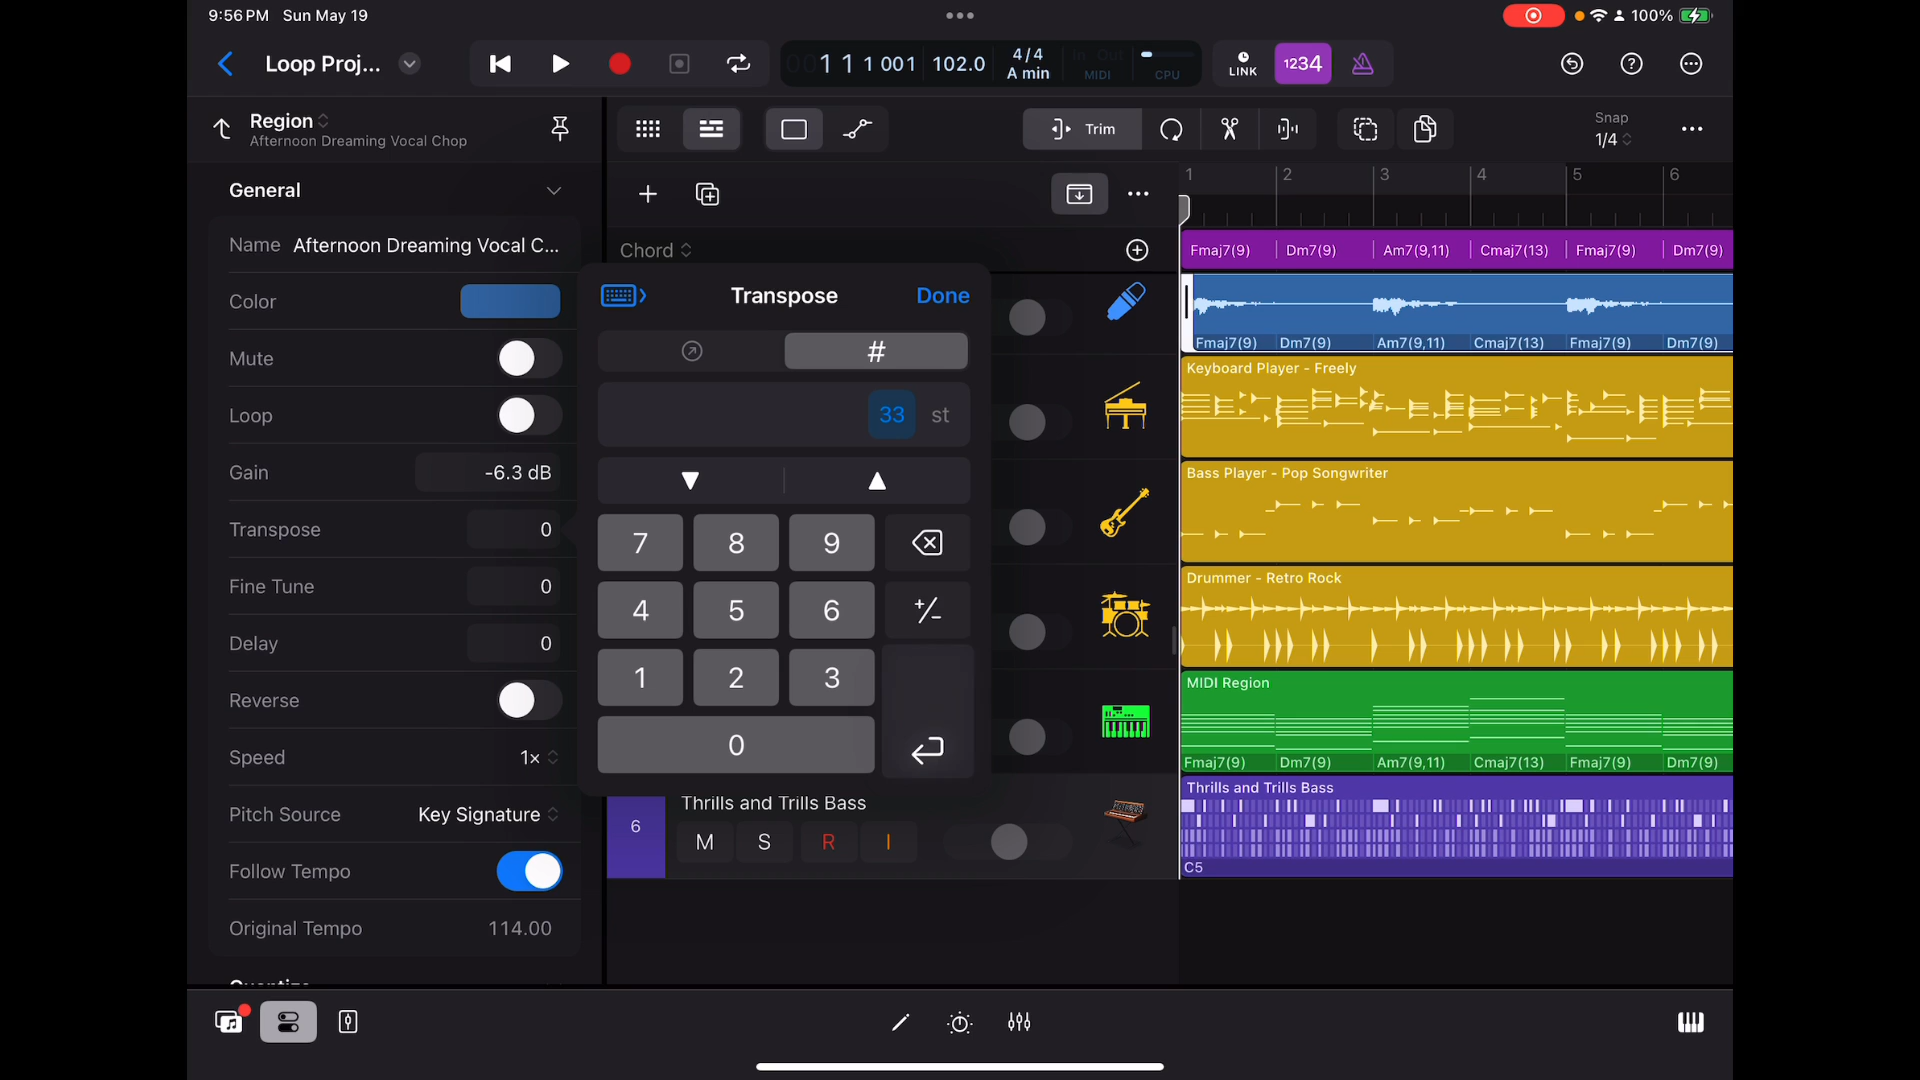 9:56 PM Sun May 19
100%
Loop Proj...
1 1 1 001 102.0
4/4
A min
In Out
MIDI
CPU
LINK
1234
Region
Afternoon Dreaming Vocal Chop
General
Name Afternoon Dreaming Vocal C...
Color
Mute
Loop
Gain -6.3 dB
Transpose 0
Fine Tune 0
Delay 0
Reverse
Speed 1×
Pitch Source Key Signature
Follow Tempo
Original Tempo 114.00
Trim
Snap
1/4
Chord
Transpose Done
#
33 st
7 8 9
4 5 6 +/-
1 2 3
0
6
Thrills and Trills Bass
M S R I
1 2 3 4 5 6
Fmaj7(9) Dm7(9) Am7(9,11) Cmaj7(13) Fmaj7(9) Dm7(9)
Fmaj7(9) Dm7(9) Am7(9,11) Cmaj7(13) Fmaj7(9) Dm7(9)
Keyboard Player - Freely
Bass Player - Pop Songwriter
Drummer - Retro Rock
MIDI Region
Fmaj7(9) Dm7(9) Am7(9,11) Cmaj7(13) Fmaj7(9) Dm7(9)
Thrills and Trills Bass
C5